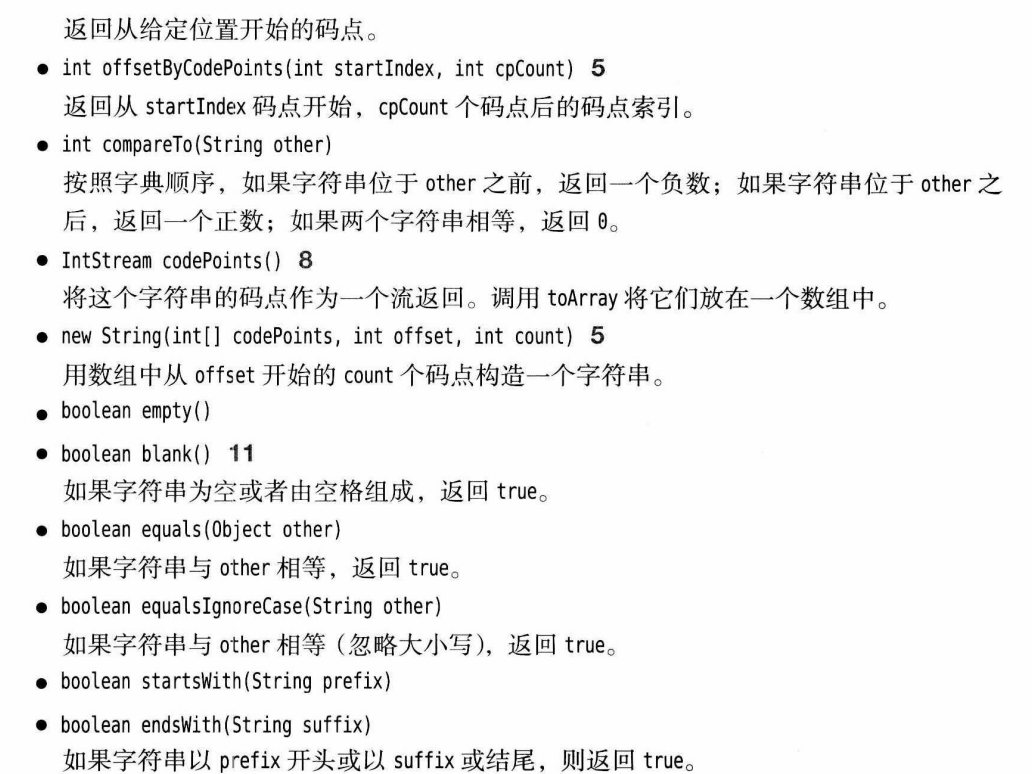 返回从给定位置开始的码点。
● int offsetByCodePoints(int startIndex, int cpCount) 5
返回从 startIndex 码点开始，cpCount 个码点后的码点索引。
● int compareTo(String other)
按照字典顺序，如果字符串位于 other 之前，返回一个负数；如果字符串位于 other 之
后，返回一个正数；如果两个字符串相等，返回 0。
● IntStream codePoints() 8
将这个字符串的码点作为一个流返回。调用 toArray 将它们放在一个数组中。
● new String(int[] codePoints, int offset, int count) 5
用数组中从 offset 开始的 count 个码点构造一个字符串。
● boolean empty()
● boolean blank() 11
如果字符串为空或者由空格组成，返回 true。
● boolean equals(Object other)
如果字符串与 other 相等，返回 true。
● boolean equalsIgnoreCase(String other)
如果字符串与 other 相等（忽略大小写），返回 true。
● boolean startsWith(String prefix)
● boolean endsWith(String suffix)
如果字符串以 prefix 开头或以 suffix 或结尾，则返回 true。